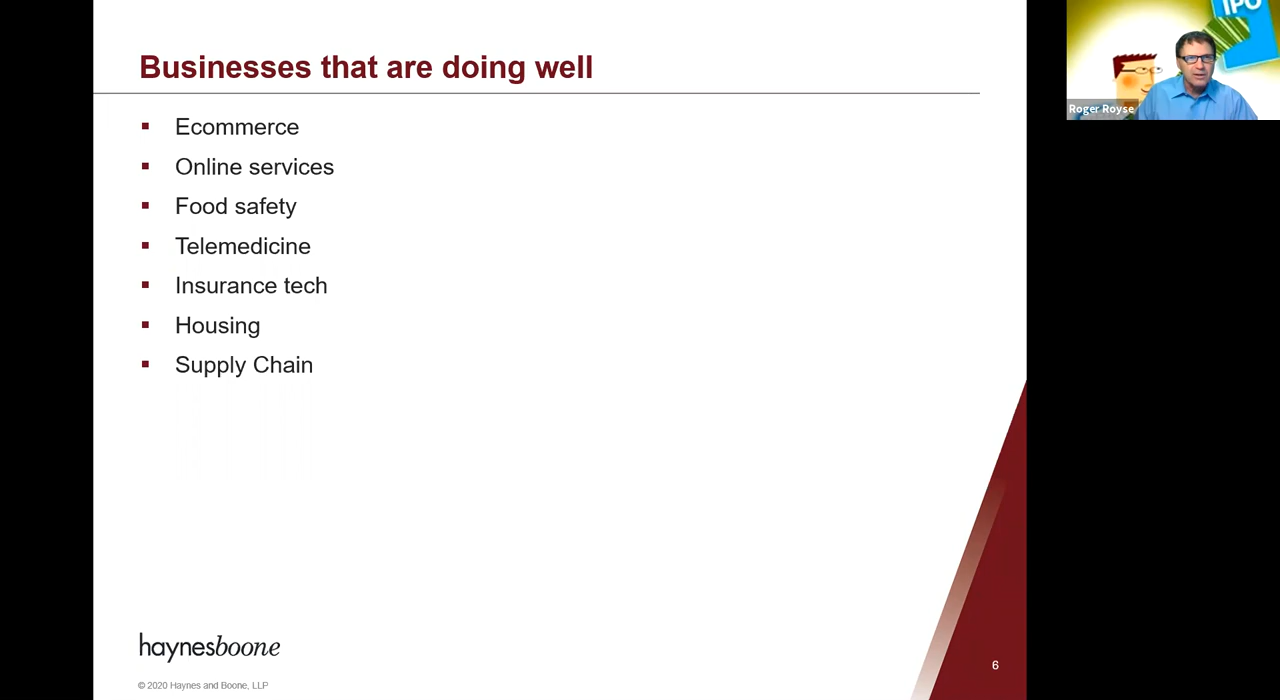 Businesses that are doing well
Ecommerce
Online services
Food safety
Telemedicine
Insurance tech
Housing
Supply Chain
haynesboone
© 2020 Haynes and Boone, LLP
6
IPO
Roger Royse